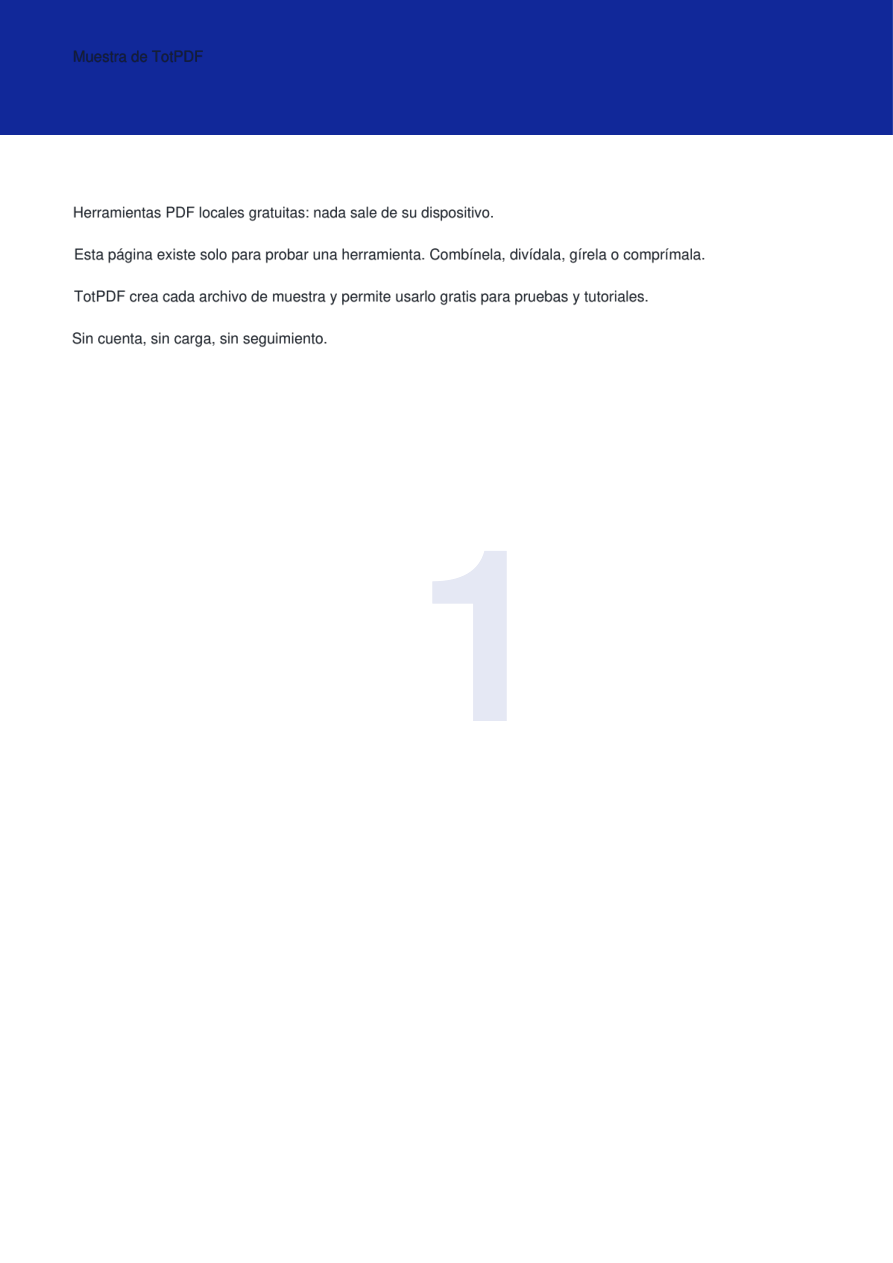 Muestra de TotPDF
Herramientas PDF locales gratuitas: nada sale de su dispositivo.
Esta página existe solo para probar una herramienta. Combínela, divídala, gírela o comprímala.
TotPDF crea cada archivo de muestra y permite usarlo gratis para pruebas y tutoriales.
Sin cuenta, sin carga, sin seguimiento.
1